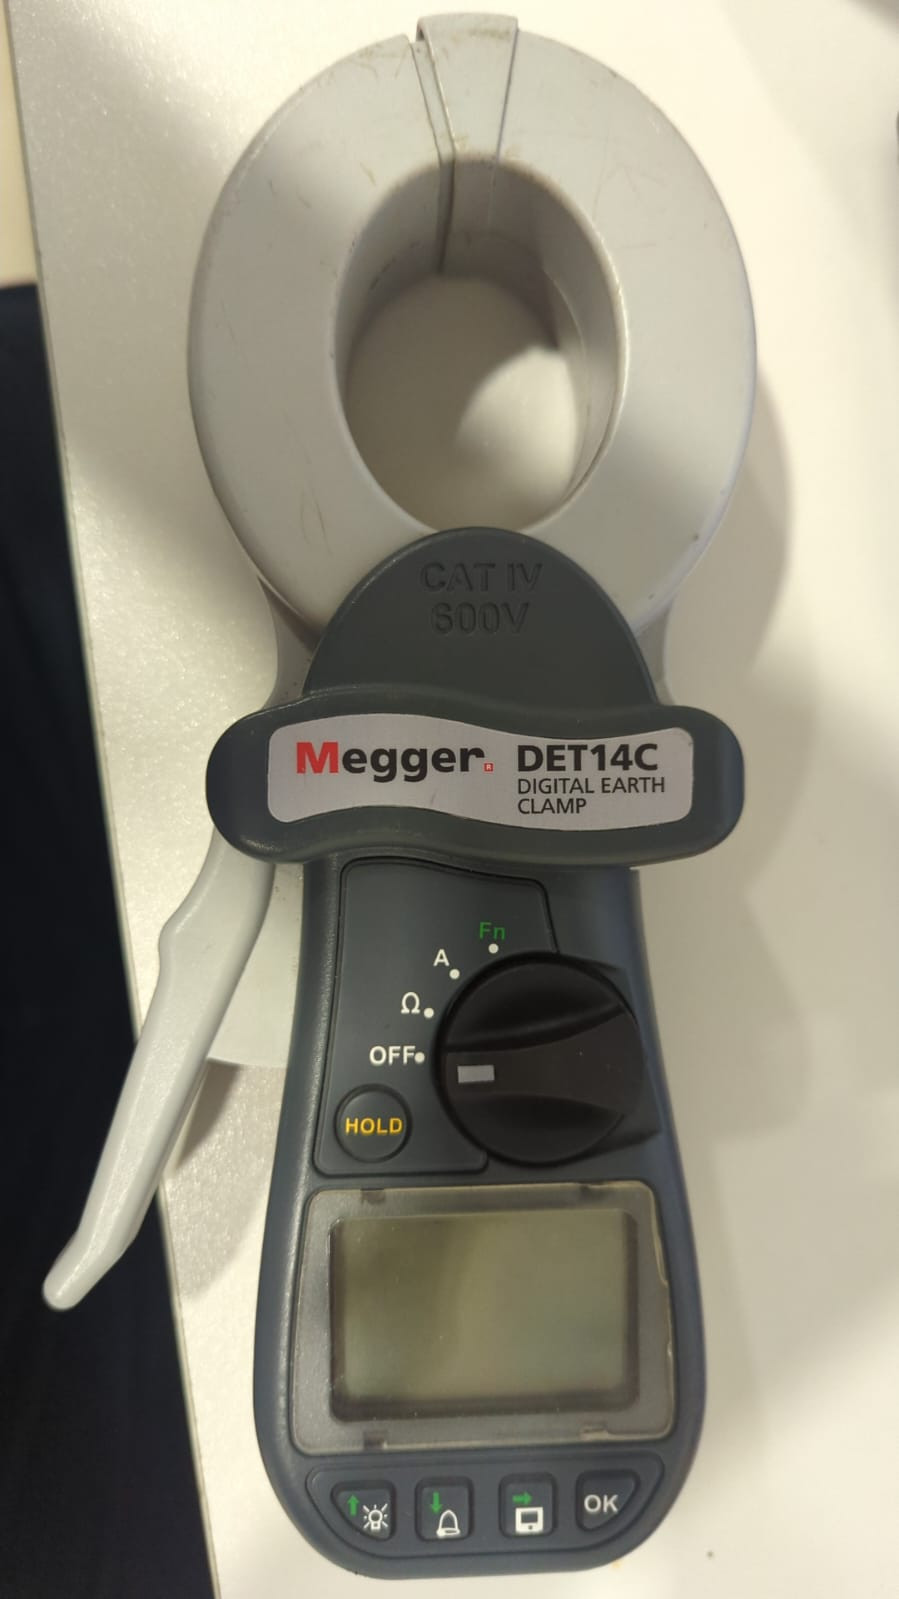 CAT IV
600V
Megger® DET14C
DIGITAL EARTH
CLAMP
Fn
A
Ω
OFF
HOLD
OK